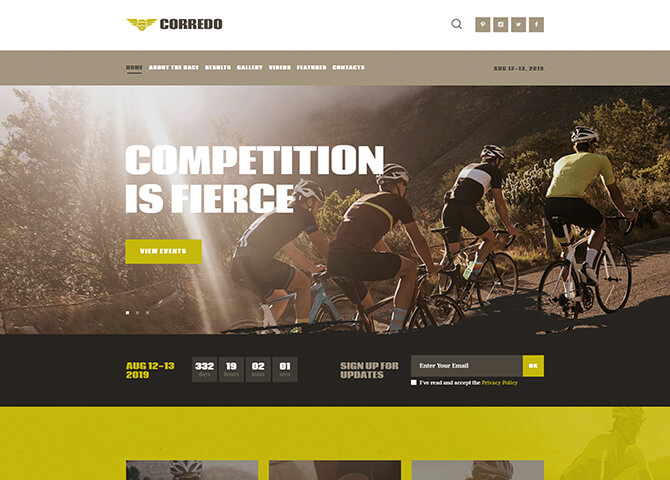 CORREDO
HOME ABOUT THE RACE RESULTS GALLERY VIDEOS FEATURES CONTACTS
AUG 12-13, 2019
COMPETITION
IS FIERCE
VIEW EVENTS
AUG 12-13
2019
332 19 02 01
days hours mins secs
SIGN UP FOR
UPDATES
Enter Your Email
OK
I've read and accept the Privacy Policy